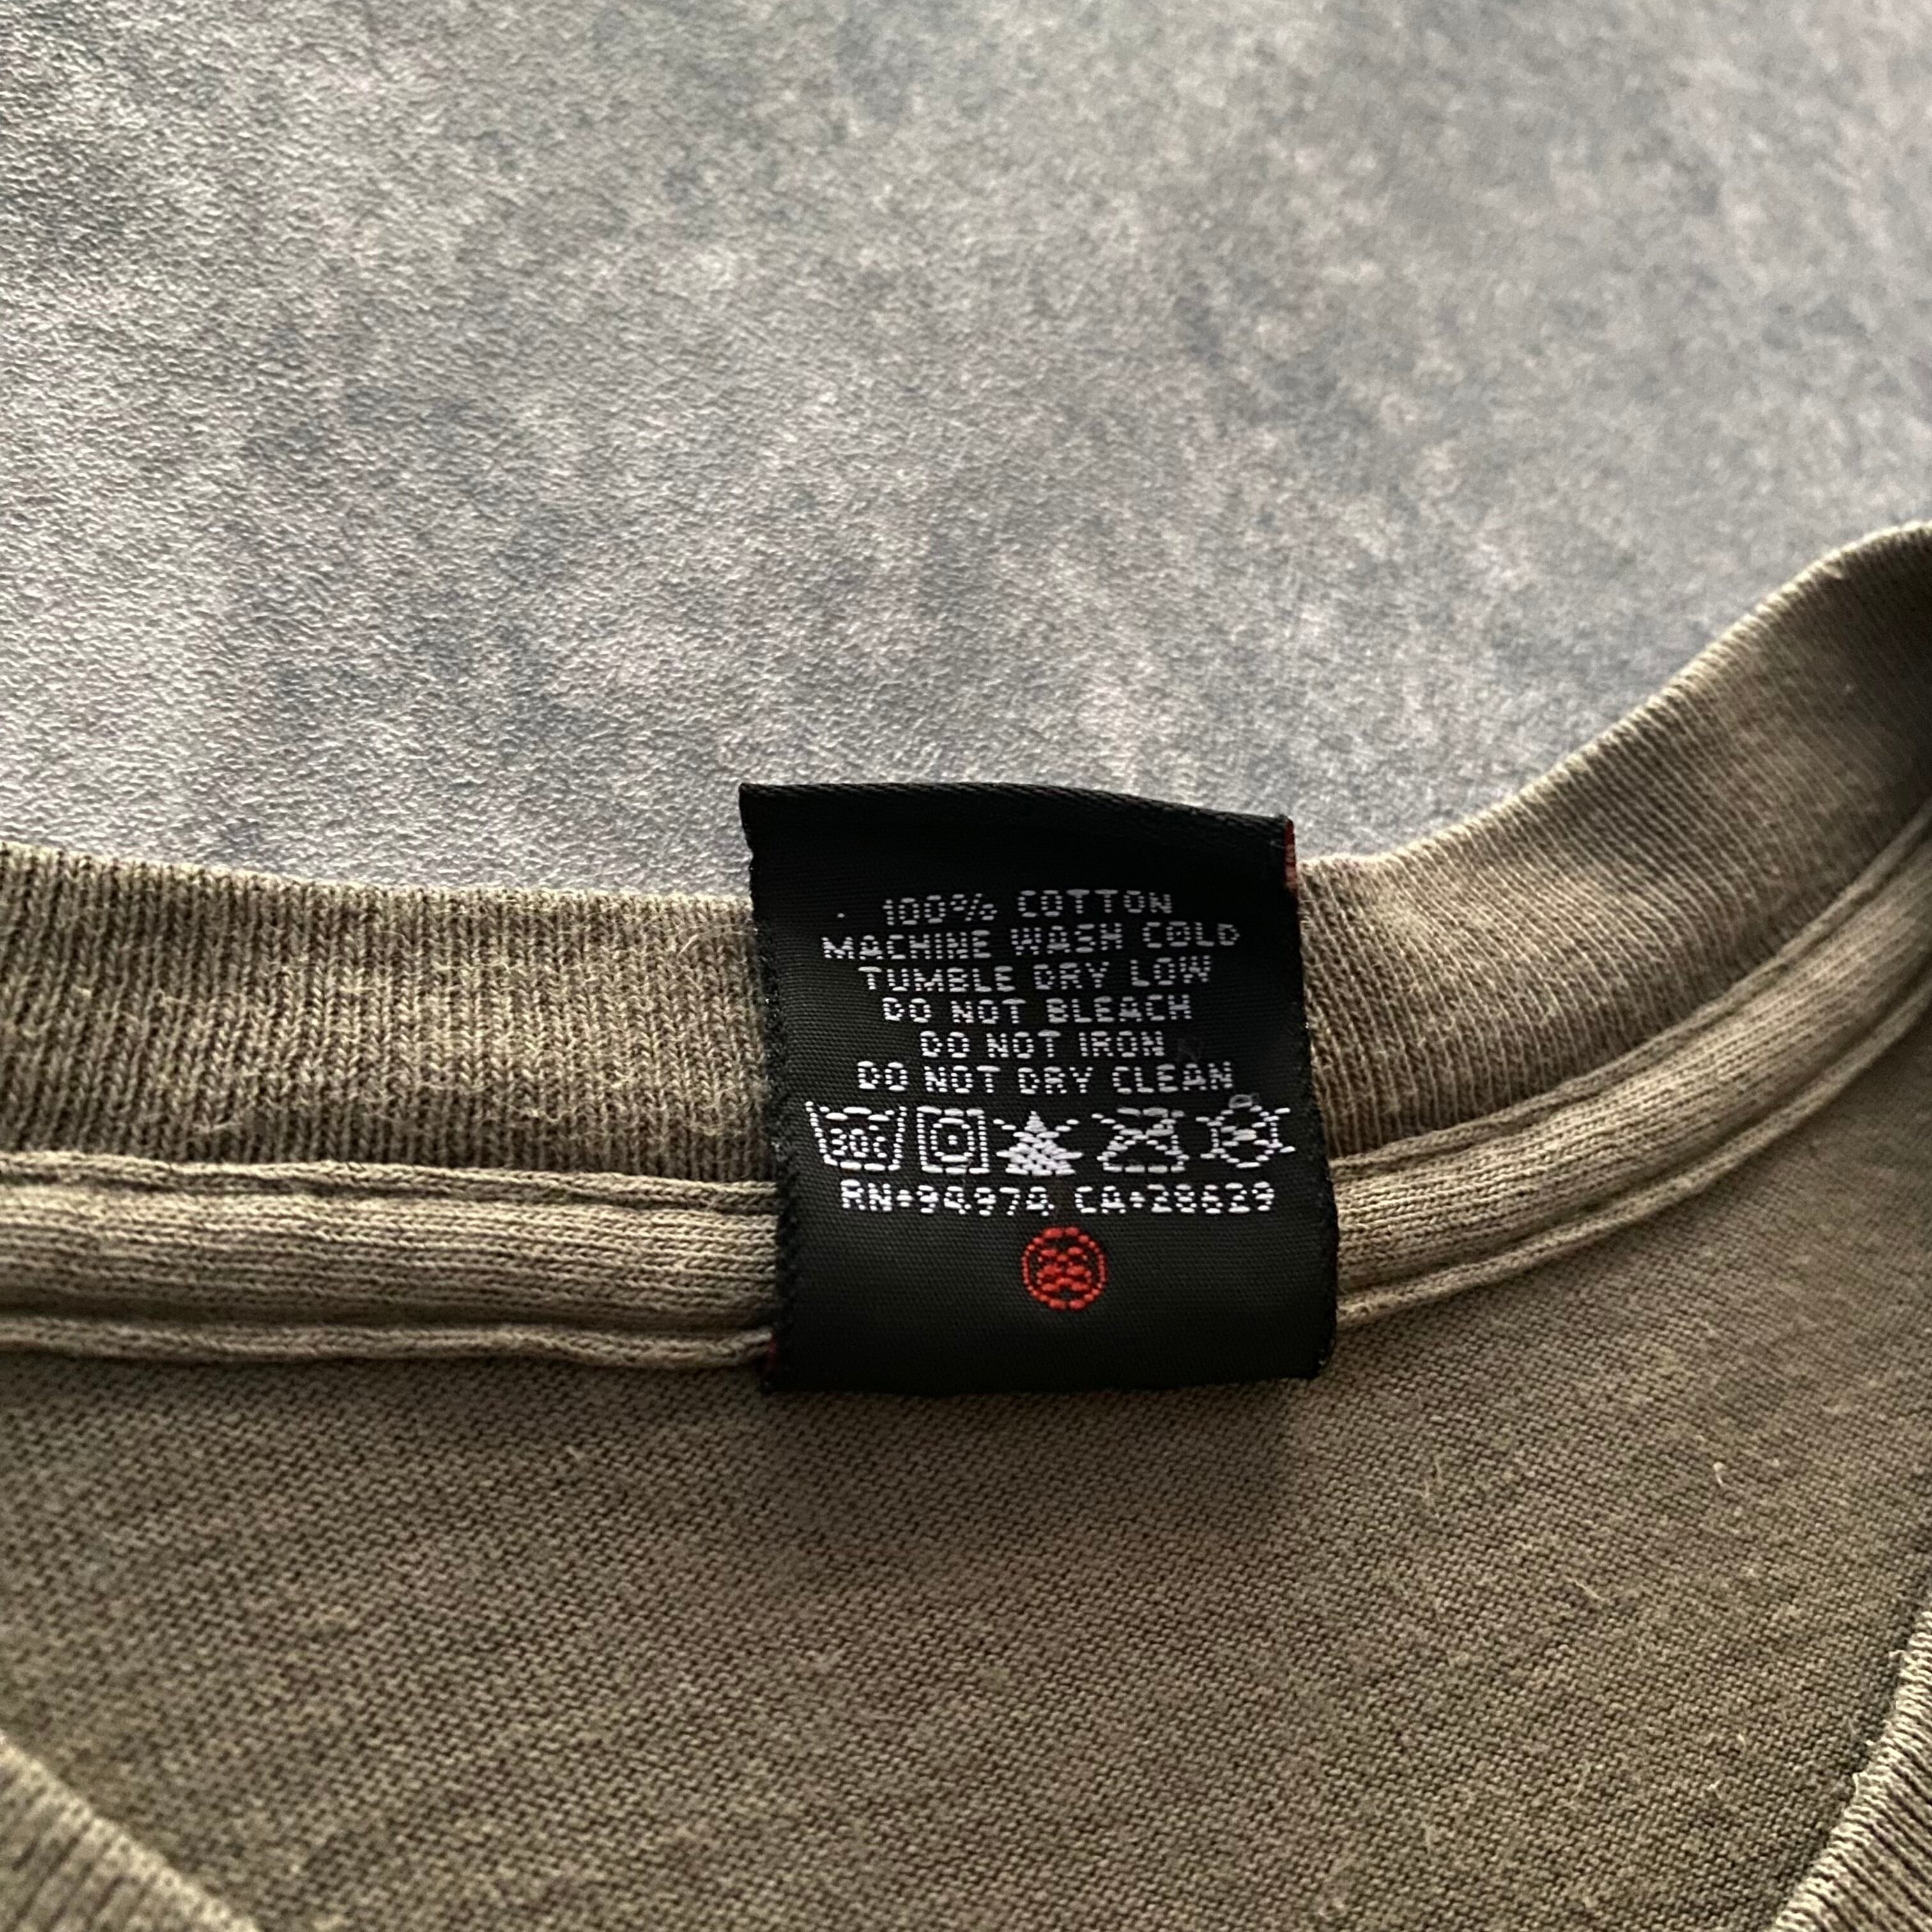 100% COTTON
MACHINE WASH COLD
TUMBLE DRY LOW
DO NOT BLEACH
DO NOT IRON
DO NOT DRY CLEAN
30c
RN#94974 CA#28629